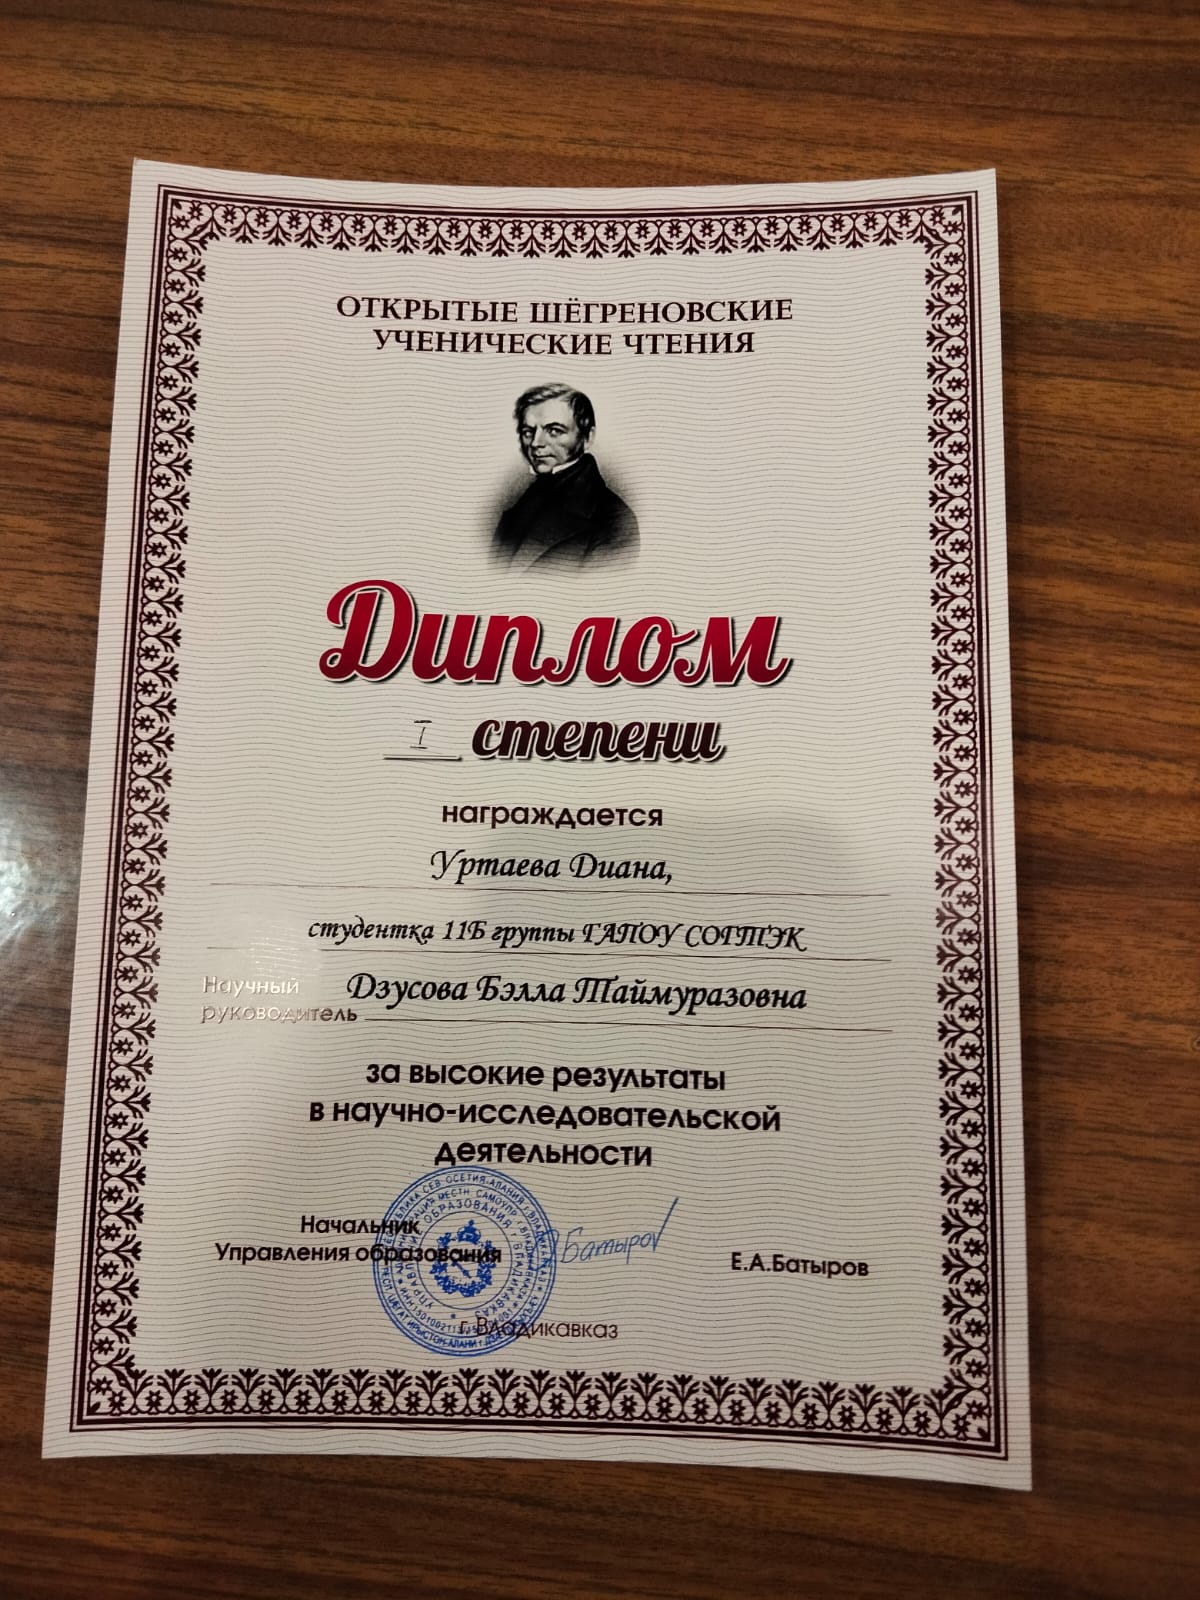 ОТКРЫТЫЕ ШЁГРЕНОВСКИЕ
УЧЕНИЧЕСКИЕ ЧТЕНИЯ
Диплом
I степени
награждается
Уртаева Диана,
студентка 11Б группы ГАПОУ СОГТЭК
Научный
руководитель
Дзусова Бэлла Таймуразовна
за высокие результаты
в научно-исследовательской
деятельности
Начальник
Управления образования
Батыров
Е.А.Батыров
г. Владикавказ